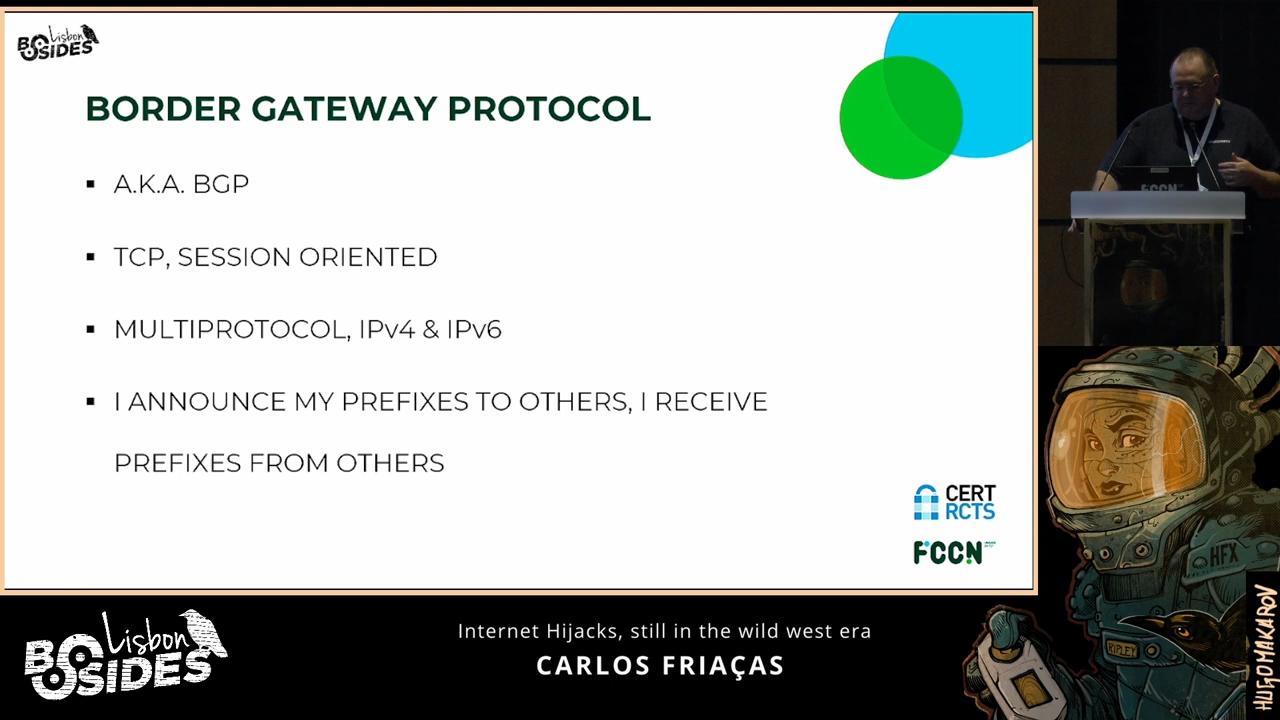 Lisbon
BSIDES
BORDER GATEWAY PROTOCOL
A.K.A. BGP
TCP, SESSION ORIENTED
MULTIPROTOCOL, IPv4 & IPv6
I ANNOUNCE MY PREFIXES TO OTHERS, I RECEIVE
PREFIXES FROM OTHERS
CERT
RCTS
FCCN
FCCN
HFX
RIPLEY
HUGOMAKAROV
Lisbon
BSIDES
Internet Hijacks, still in the wild west era
CARLOS FRIAÇAS